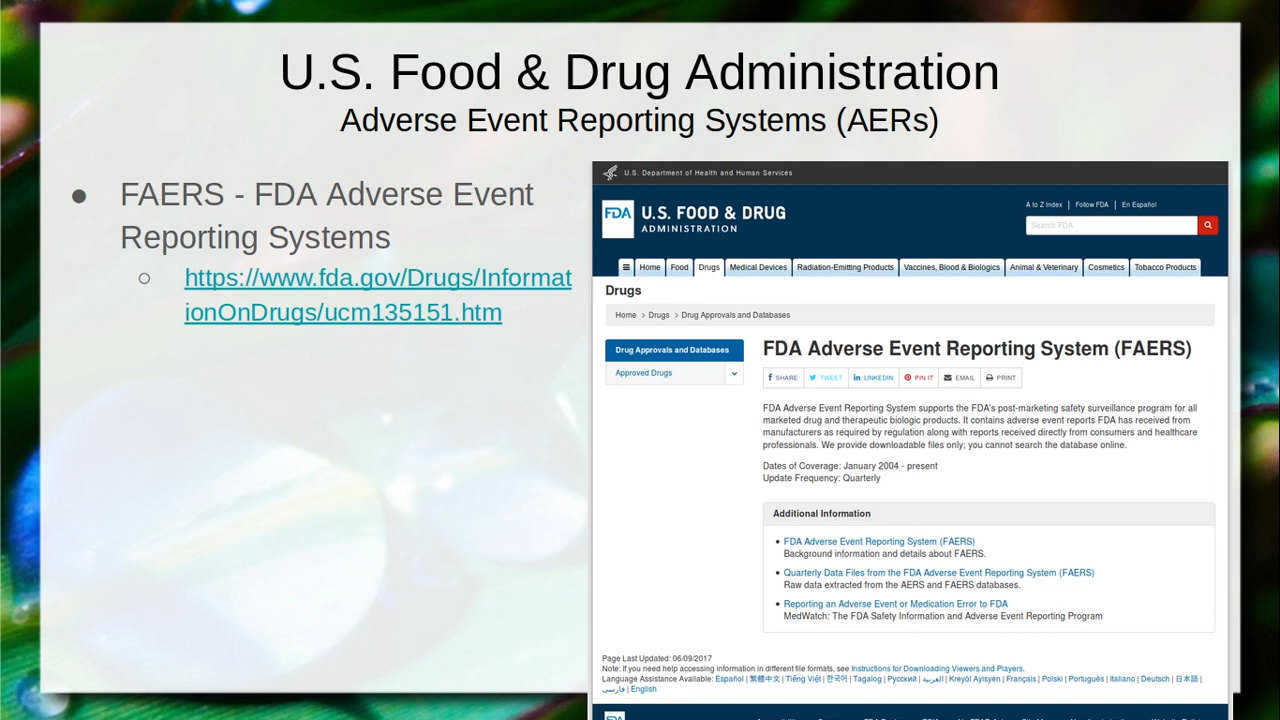 U.S. Food & Drug Administration
Adverse Event Reporting Systems (AERs)
● FAERS - FDA Adverse Event
Reporting Systems
○ https://www.fda.gov/Drugs/Informat
ionOnDrugs/ucm135151.htm
U.S. Department of Health and Human Services
FDA U.S. FOOD & DRUG
ADMINISTRATION
A to Z Index | Follow FDA | En Español
Search FDA
Home Food Drugs Medical Devices Radiation-Emitting Products Vaccines, Blood & Biologics Animal & Veterinary Cosmetics Tobacco Products
Drugs
Home > Drugs > Drug Approvals and Databases
Drug Approvals and Databases
Approved Drugs
FDA Adverse Event Reporting System (FAERS)
SHARE TWEET LINKEDIN PIN IT EMAIL PRINT
FDA Adverse Event Reporting System supports the FDA's post-marketing safety surveillance program for all
marketed drug and therapeutic biologic products. It contains adverse event reports FDA has received from
manufacturers as required by regulation along with reports received directly from consumers and healthcare
professionals. We provide downloadable files only; you cannot search the database online.
Dates of Coverage: January 2004 - present
Update Frequency: Quarterly
Additional Information
• FDA Adverse Event Reporting System (FAERS)
Background information and details about FAERS.
• Quarterly Data Files from the FDA Adverse Event Reporting System (FAERS)
Raw data extracted from the AERS and FAERS databases.
• Reporting an Adverse Event or Medication Error to FDA
MedWatch: The FDA Safety Information and Adverse Event Reporting Program
Page Last Updated: 06/09/2017
Note: If you need help accessing information in different file formats, see Instructions for Downloading Viewers and Players.
Language Assistance Available: Español | 繁體中文 | Tiếng Việt | 한국어 | Tagalog | Русский | العربية | Kreyòl Ayisyen | Français | Polski | Português | Italiano | Deutsch | 日本語 |
فارسی | English